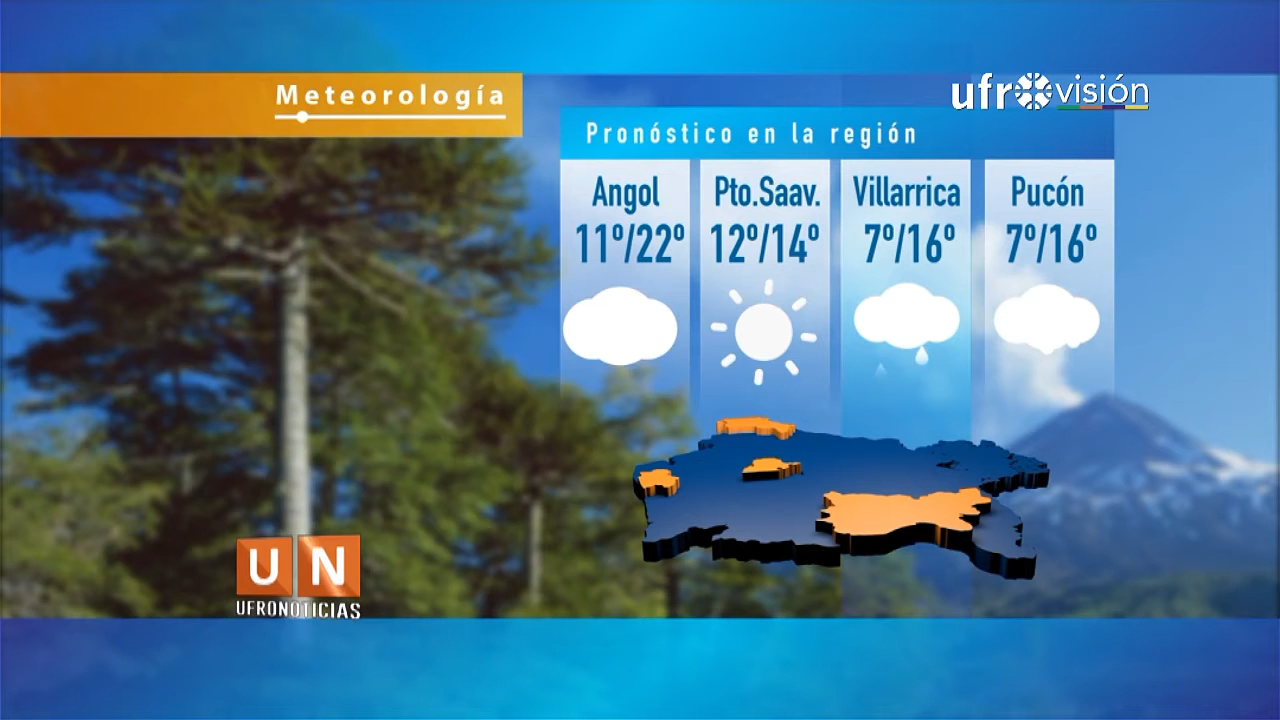 Meteorología
ufrovisión
Pronóstico en la región
Angol
11º/22º
Pto.Saav.
12º/14º
Villarrica
7º/16º
Pucón
7º/16º
UN
UFRONOTICIAS